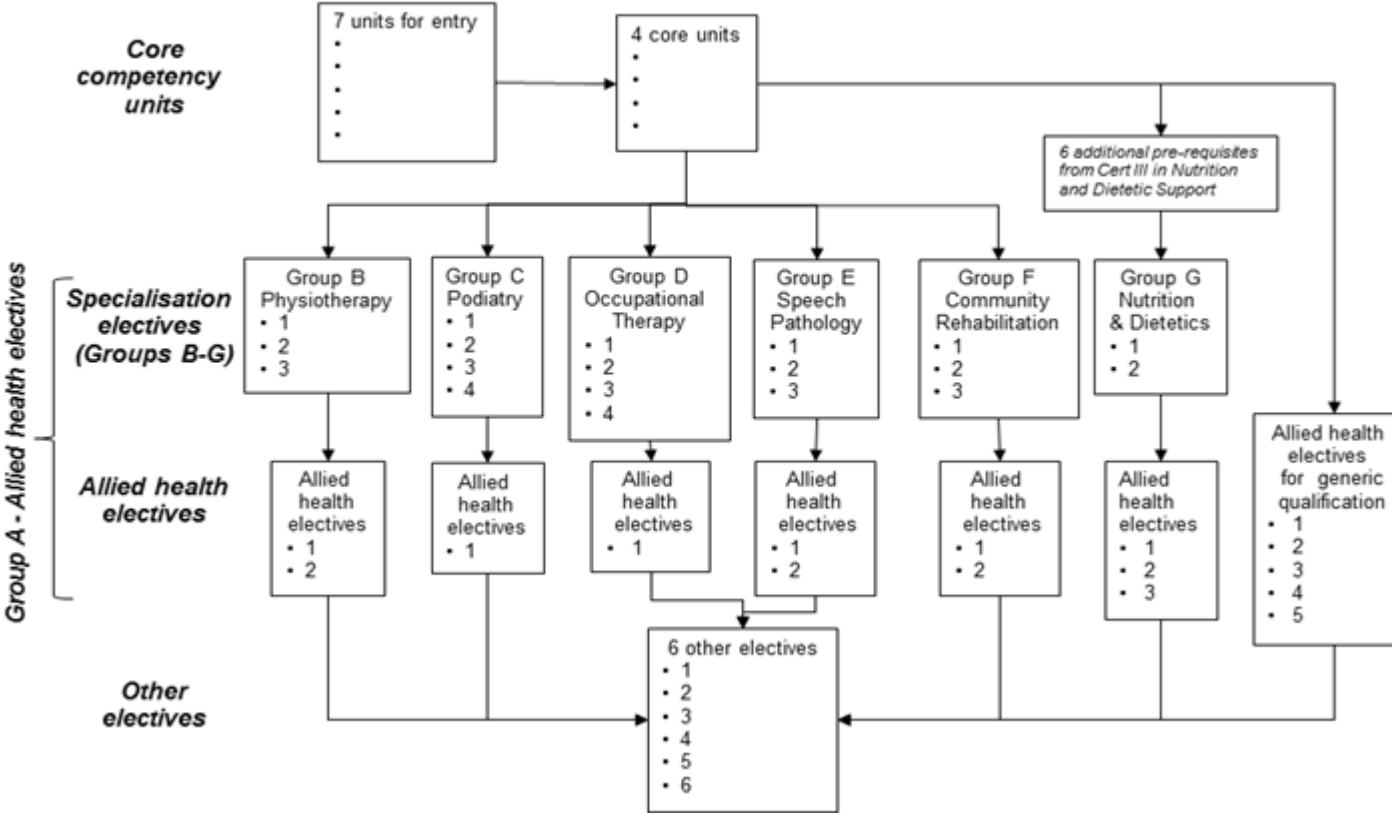 Core
competency
units
7 units for entry
•
•
•
•
•
4 core units
•
•
•
•
6 additional pre-requisites
from Cert III in Nutrition
and Dietetic Support
Group A - Allied health electives
Specialisation
electives
(Groups B-G)
Group B
Physiotherapy
• 1
• 2
• 3
Group C
Podiatry
• 1
• 2
• 3
• 4
Group D
Occupational
Therapy
• 1
• 2
• 3
• 4
Group E
Speech
Pathology
• 1
• 2
• 3
Group F
Community
Rehabilitation
• 1
• 2
• 3
Group G
Nutrition
& Dietetics
• 1
• 2
Allied health
electives
Allied
health
electives
• 1
• 2
Allied
health
electives
• 1
Allied
health
electives
• 1
Allied
health
electives
• 1
• 2
Allied
health
electives
• 1
• 2
Allied
health
electives
• 1
• 2
• 3
Allied health
electives
for generic
qualification
• 1
• 2
• 3
• 4
• 5
Other
electives
6 other electives
• 1
• 2
• 3
• 4
• 5
• 6